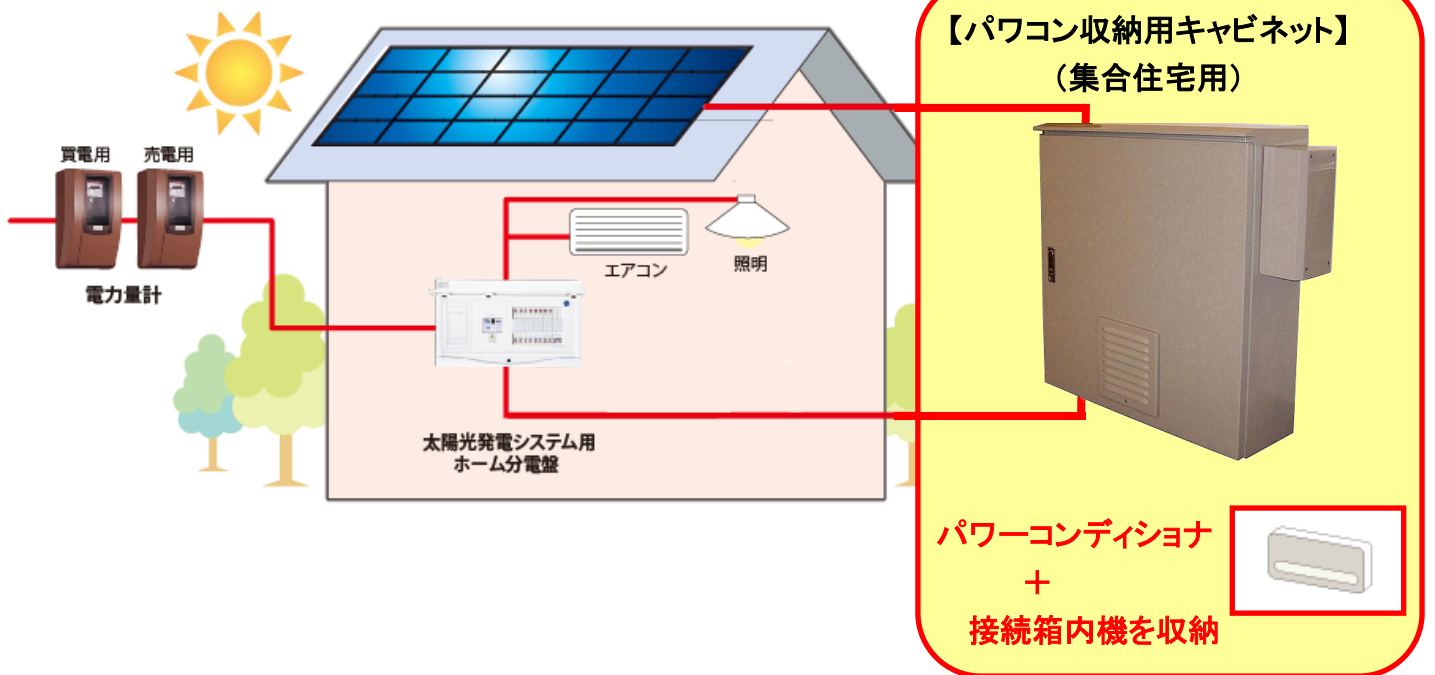 【パワコン収納用キャビネット】
（集合住宅用）
買電用
売電用
電力量計
エアコン
照明
太陽光発電システム用
ホーム分電盤
パワーコンディショナ
＋
接続箱内機を収納